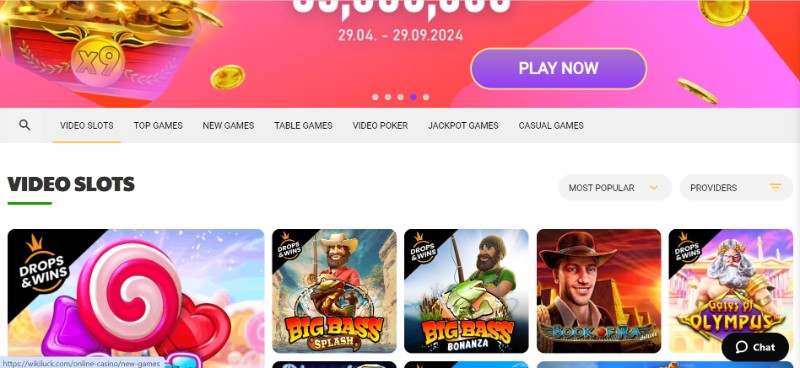 29.04. - 29.09.2024
x9
PLAY NOW
VIDEO SLOTS
TOP GAMES
NEW GAMES
TABLE GAMES
VIDEO POKER
JACKPOT GAMES
CASUAL GAMES
VIDEO SLOTS
MOST POPULAR
PROVIDERS
DROPS
&WINS
DROPS
&WINS
BIG BASS
SPLASH
DROPS
&WINS
BIG BASS
BONANZA
BOOK OF
DROPS
&WINS
GATES OF
OLYMPUS
Chat
https://wikiluck.com/online-casino/new-games